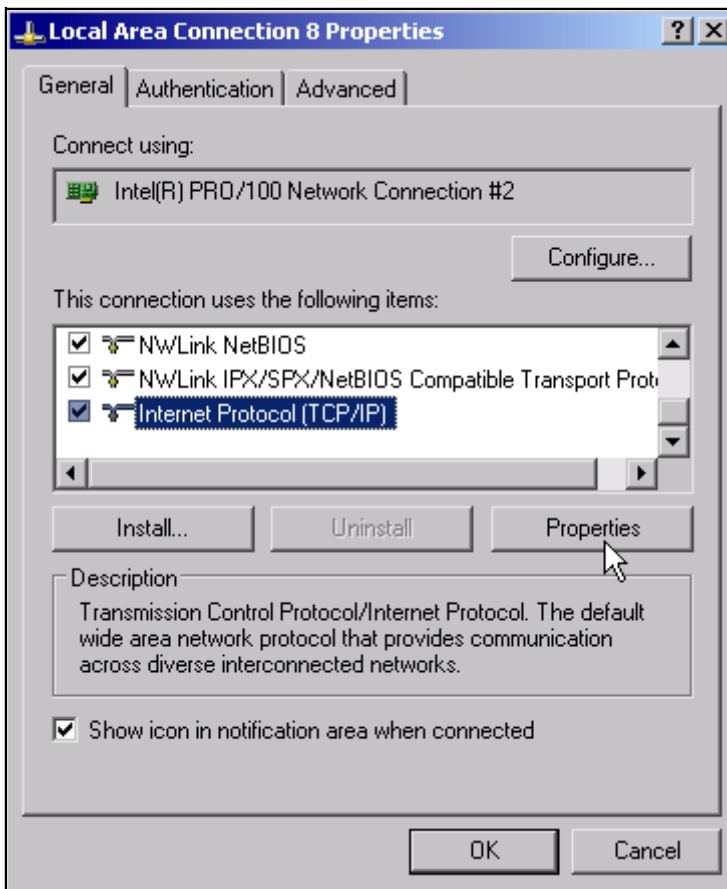 Local Area Connection 8 Properties
General Authentication Advanced
Connect using:
Intel(R) PRO/100 Network Connection #2
Configure...
This connection uses the following items:
NWLink NetBIOS
NWLink IPX/SPX/NetBIOS Compatible Transport Proto
Internet Protocol (TCP/IP)
Install... Uninstall Properties
Description
Transmission Control Protocol/Internet Protocol. The default
wide area network protocol that provides communication
across diverse interconnected networks.
Show icon in notification area when connected
OK Cancel